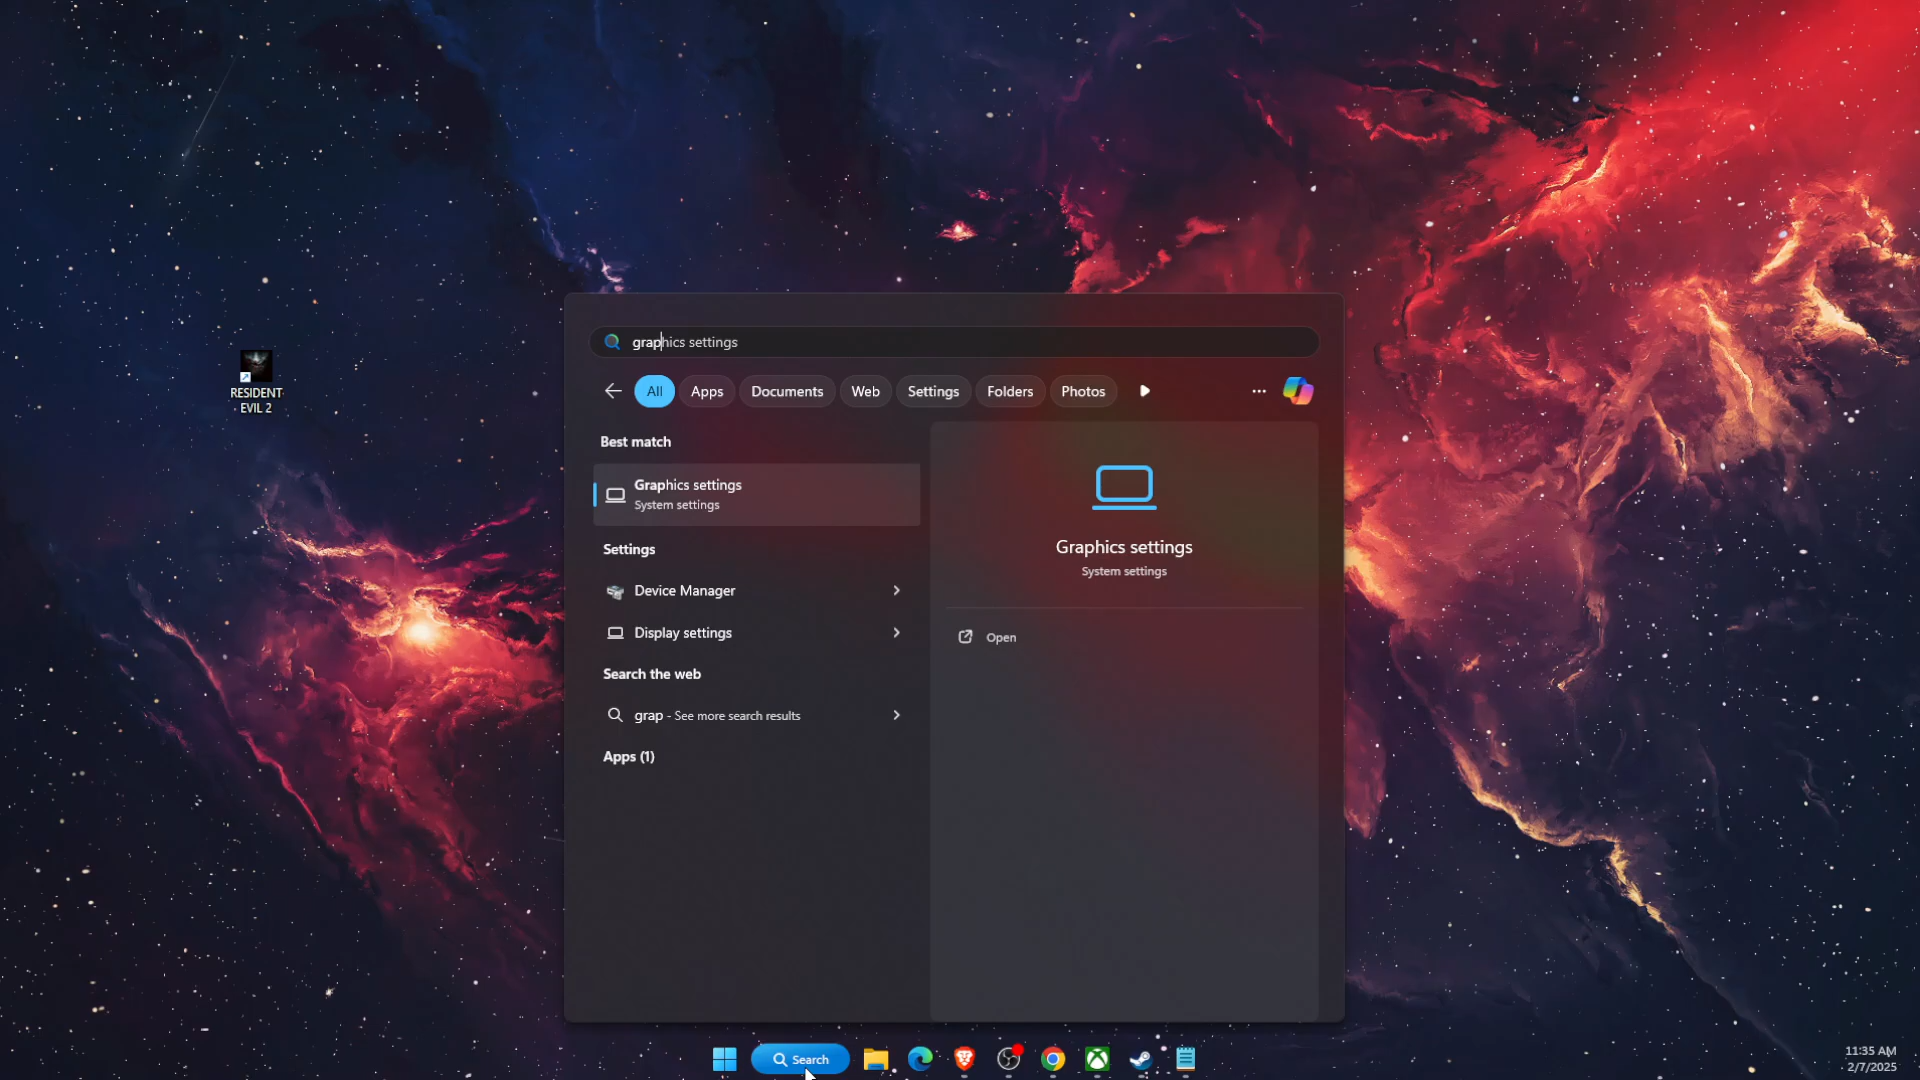 RESIDENT
EVIL 2
graphics settings
All Apps Documents Web Settings Folders Photos
Best match
Graphics settings
System settings
Settings
Device Manager
Display settings
Search the web
grap - See more search results
Apps (1)
Graphics settings
System settings
Open
Search
11:35 AM
2/7/2025